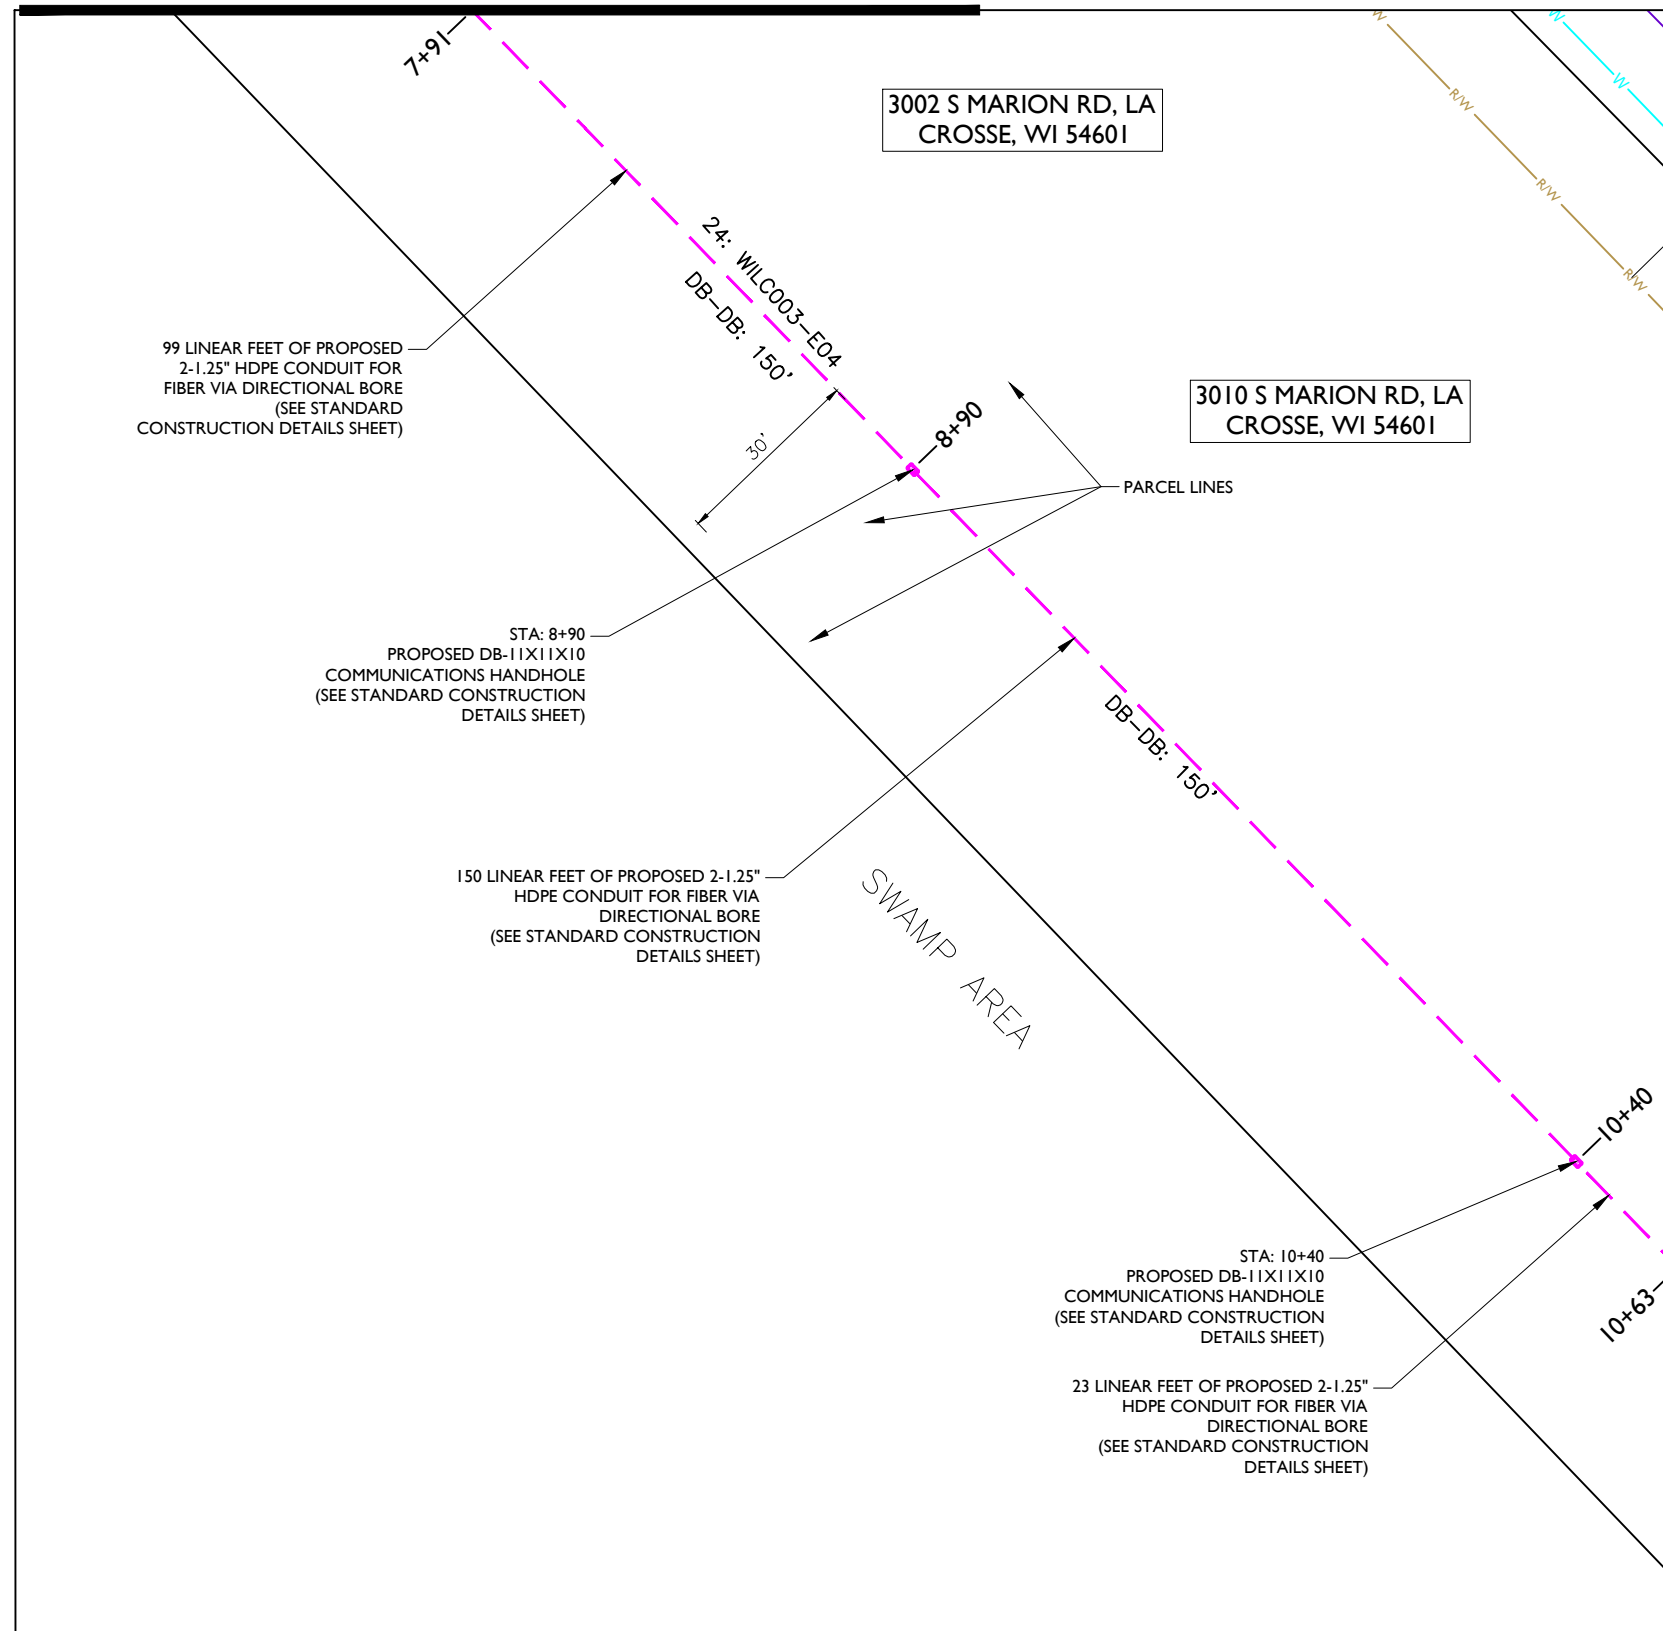 7+91
3002 S MARION RD, LA
CROSSE, WI 54601
W
W
W
R/W
R/W
R/W
24: WILC003-E04
DB-DB: 150'
99 LINEAR FEET OF PROPOSED
2-1.25" HDPE CONDUIT FOR
FIBER VIA DIRECTIONAL BORE
(SEE STANDARD
CONSTRUCTION DETAILS SHEET)
30'
8+90
3010 S MARION RD, LA
CROSSE, WI 54601
PARCEL LINES
STA: 8+90
PROPOSED DB-11X11X10
COMMUNICATIONS HANDHOLE
(SEE STANDARD CONSTRUCTION
DETAILS SHEET)
DB-DB: 150'
150 LINEAR FEET OF PROPOSED 2-1.25"
HDPE CONDUIT FOR FIBER VIA
DIRECTIONAL BORE
(SEE STANDARD CONSTRUCTION
DETAILS SHEET)
SWAMP AREA
10+40
STA: 10+40
PROPOSED DB-11X11X10
COMMUNICATIONS HANDHOLE
(SEE STANDARD CONSTRUCTION
DETAILS SHEET)
10+63
23 LINEAR FEET OF PROPOSED 2-1.25"
HDPE CONDUIT FOR FIBER VIA
DIRECTIONAL BORE
(SEE STANDARD CONSTRUCTION
DETAILS SHEET)